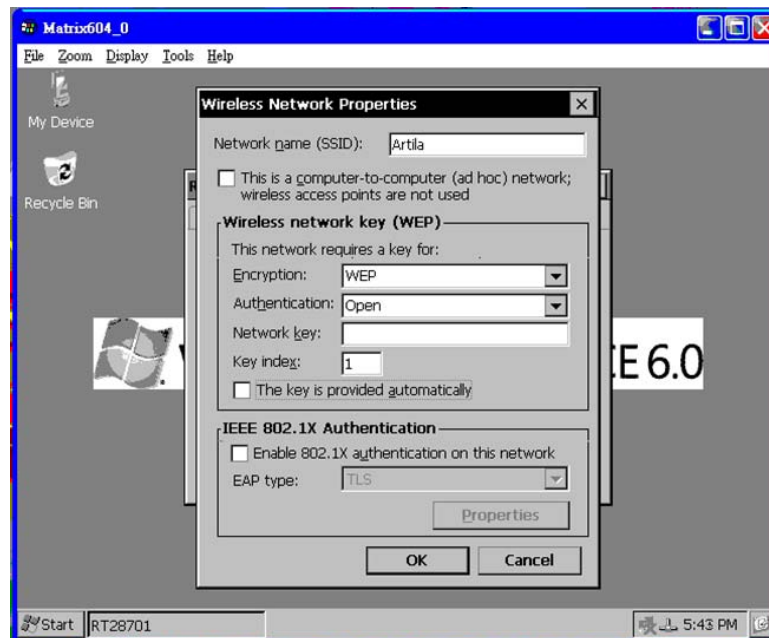 Matrix604_0
File Zoom Display Tools Help
My Device
Recycle Bin
Wireless Network Properties
Network name (SSID): Artila
This is a computer-to-computer (ad hoc) network;
wireless access points are not used
Wireless network key (WEP)
This network requires a key for:
Encryption: WEP
Authentication: Open
Network key:
Key index: 1
The key is provided automatically
IEEE 802.1X Authentication
Enable 802.1X authentication on this network
EAP type: TLS
Properties
OK Cancel
CE 6.0
Start RT28701 5:43 PM